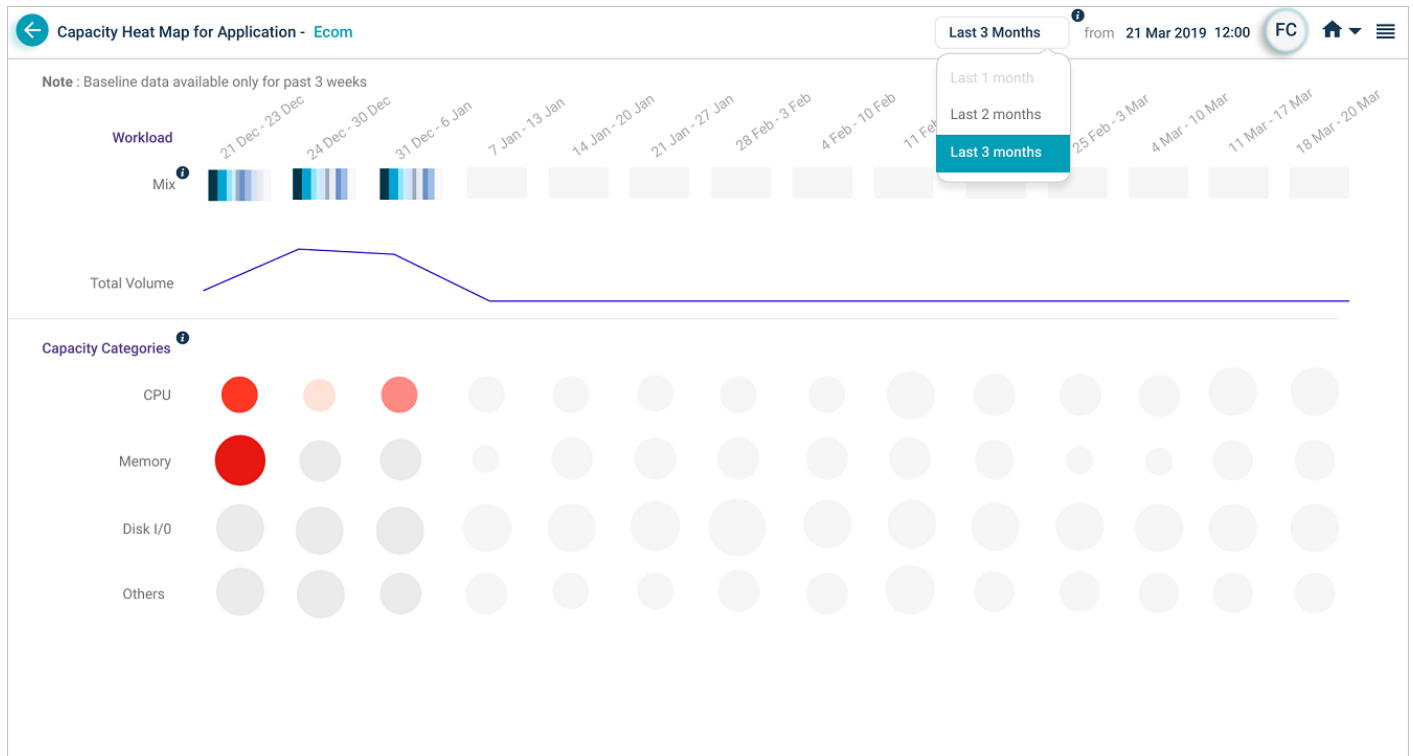 Capacity Heat Map for Application - Ecom
Last 3 Months
i
from 21 Mar 2019 12:00
FC
Last 1 month
Last 2 months
Last 3 months
Note : Baseline data available only for past 3 weeks
Workload
21 Dec - 23 Dec
24 Dec - 30 Dec
31 Dec - 6 Jan
7 Jan - 13 Jan
14 Jan - 20 Jan
21 Jan - 27 Jan
28 Feb - 3 Feb
4 Feb - 10 Feb
11
25 Feb - 3 Mar
4 Mar - 10 Mar
11 Mar - 17 Mar
18 Mar - 20 Mar
Mix
i
Total Volume
Capacity Categories
i
CPU
Memory
Disk I/0
Others